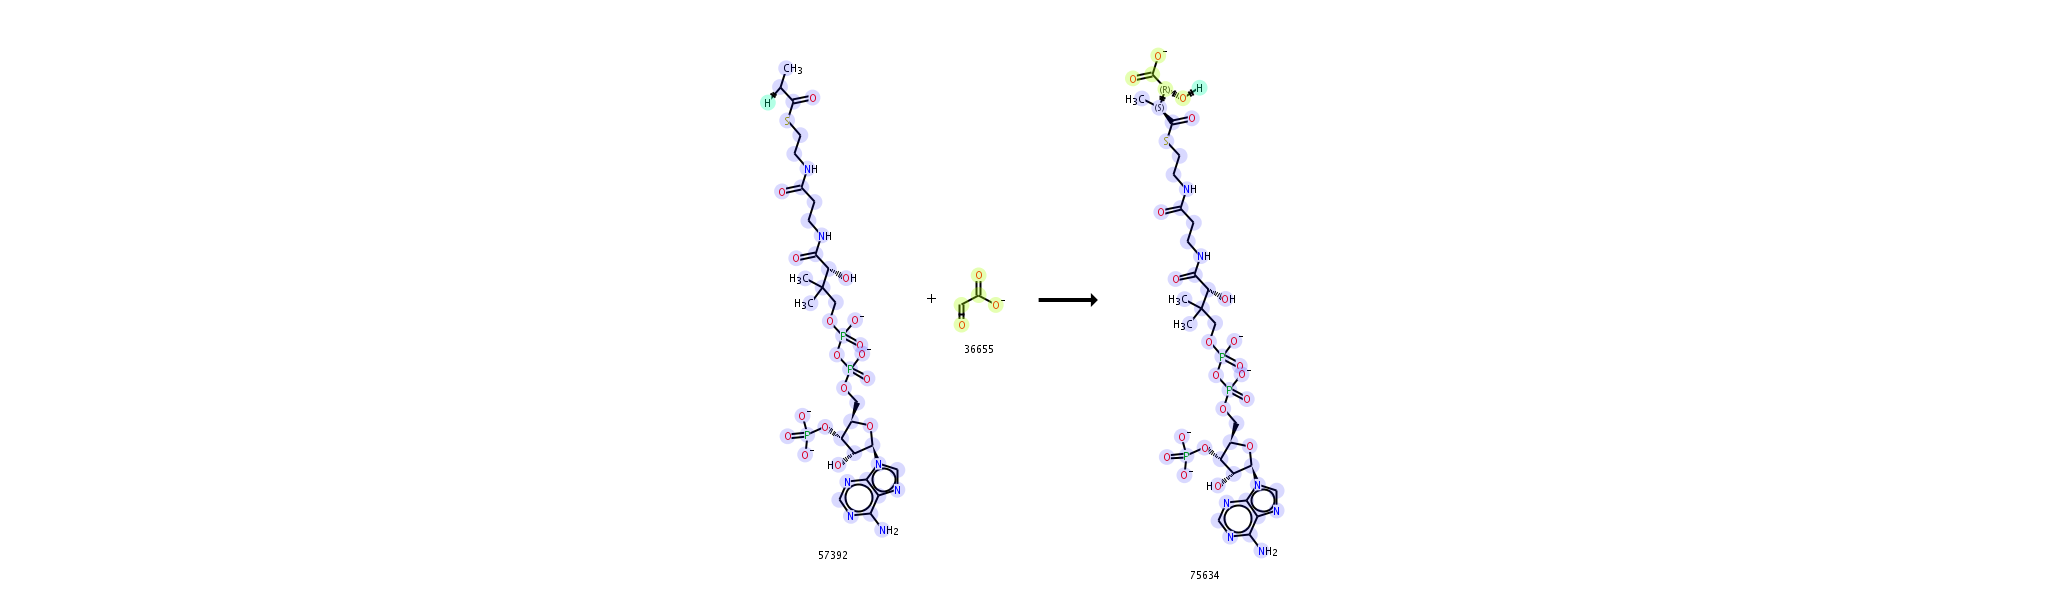 CH3
H
O
S
NH
O
NH
O
OH
H3C
H3C
O
O-
P
O
O
O-
P
O
O
O-
O
O
O
P
O-
HO
N
N
N
N
NH2
57392
+
O
O-
O
36655
O-
O
(R)
O
H
H3C
(S)
O
S
NH
O
NH
O
OH
H3C
H3C
O
O-
P
O
O
O-
P
O
O
O-
O
O
O
P
O-
HO
N
N
N
N
NH2
75634